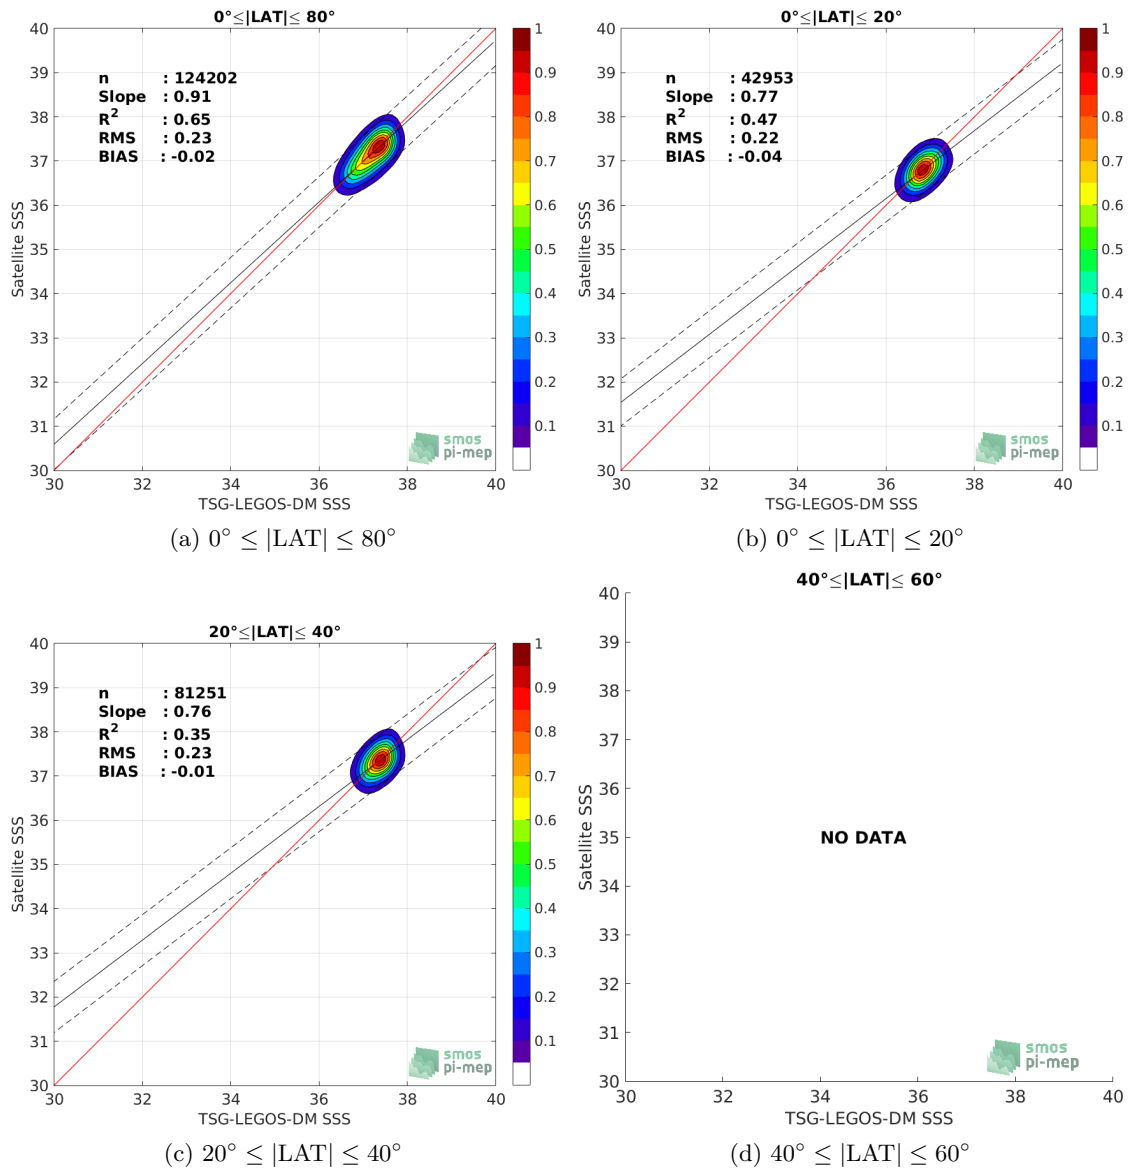 0°≤|LAT|≤ 80°
40
39
38
37
36
35
34
33
32
31
30
Satellite SSS
n : 124202
Slope : 0.91
R2 : 0.65
RMS : 0.23
BIAS : -0.02
smos
pi-mep
30 32 34 36 38 40
TSG-LEGOS-DM SSS
1
0.9
0.8
0.7
0.6
0.5
0.4
0.3
0.2
0.1
(a) 0° ≤ |LAT| ≤ 80°
0°≤|LAT|≤ 20°
40
39
38
37
36
35
34
33
32
31
30
Satellite SSS
n : 42953
Slope : 0.77
R2 : 0.47
RMS : 0.22
BIAS : -0.04
smos
pi-mep
30 32 34 36 38 40
TSG-LEGOS-DM SSS
1
0.9
0.8
0.7
0.6
0.5
0.4
0.3
0.2
0.1
(b) 0° ≤ |LAT| ≤ 20°
20°≤|LAT|≤ 40°
40
39
38
37
36
35
34
33
32
31
30
Satellite SSS
n : 81251
Slope : 0.76
R2 : 0.35
RMS : 0.23
BIAS : -0.01
smos
pi-mep
30 32 34 36 38 40
TSG-LEGOS-DM SSS
1
0.9
0.8
0.7
0.6
0.5
0.4
0.3
0.2
0.1
(c) 20° ≤ |LAT| ≤ 40°
40°≤|LAT|≤ 60°
40
39
38
37
36
35
34
33
32
31
30
Satellite SSS
NO DATA
smos
pi-mep
30 32 34 36 38 40
TSG-LEGOS-DM SSS
(d) 40° ≤ |LAT| ≤ 60°